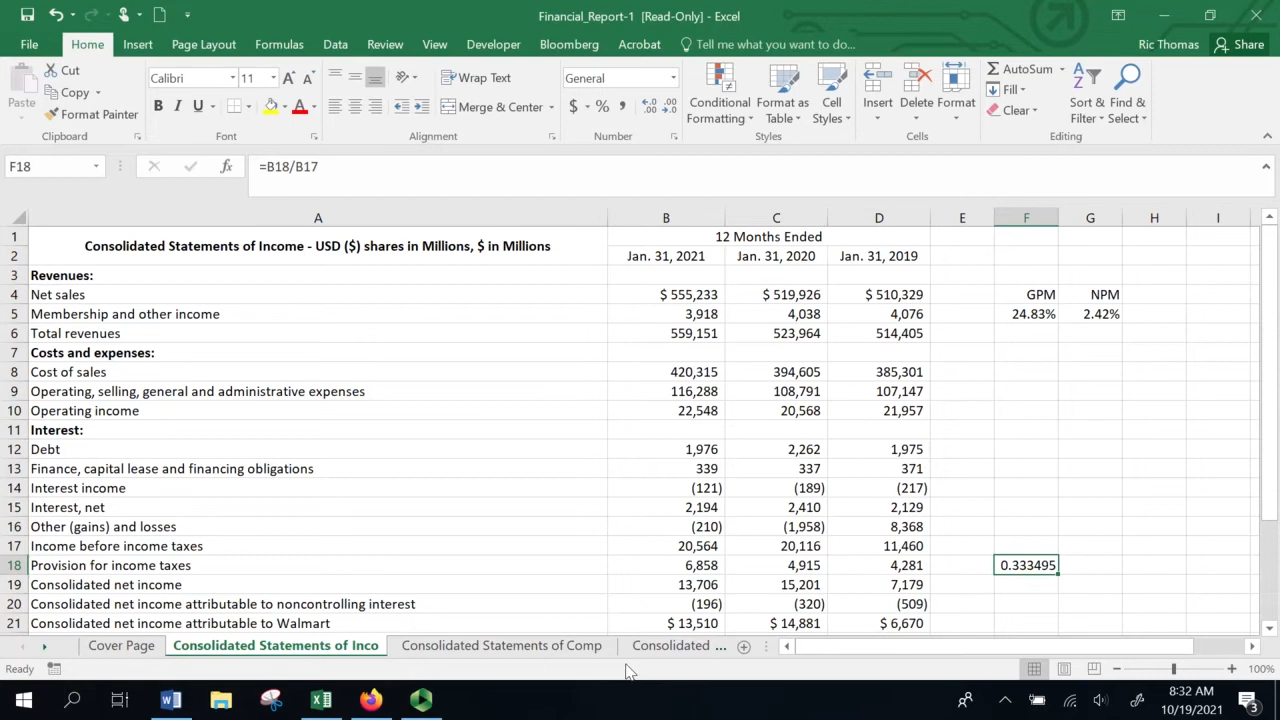 Financial_Report-1 [Read-Only] - Excel
File Home Insert Page Layout Formulas Data Review View Developer Bloomberg Acrobat Tell me what you want to do... Ric Thomas Share
Paste
Cut
Copy
Format Painter
Calibri 11
B I U
Wrap Text
Merge & Center
General
$ % ,
Conditional Formatting
Format as Table
Cell Styles
Insert
Delete
Format
AutoSum
Fill
Clear
Sort & Filter
Find & Select
Clipboard Font Alignment Number Styles Cells Editing
F18 fx =B18/B17
A B C D E F G H I
1 Consolidated Statements of Income - USD ($) shares in Millions, $ in Millions 12 Months Ended
2 Jan. 31, 2021 Jan. 31, 2020 Jan. 31, 2019
3 Revenues:
4 Net sales $ 555,233 $ 519,926 $ 510,329 GPM NPM
5 Membership and other income 3,918 4,038 4,076 24.83% 2.42%
6 Total revenues 559,151 523,964 514,405
7 Costs and expenses:
8 Cost of sales 420,315 394,605 385,301
9 Operating, selling, general and administrative expenses 116,288 108,791 107,147
10 Operating income 22,548 20,568 21,957
11 Interest:
12 Debt 1,976 2,262 1,975
13 Finance, capital lease and financing obligations 339 337 371
14 Interest income (121) (189) (217)
15 Interest, net 2,194 2,410 2,129
16 Other (gains) and losses (210) (1,958) 8,368
17 Income before income taxes 20,564 20,116 11,460
18 Provision for income taxes 6,858 4,915 4,281 0.333495
19 Consolidated net income 13,706 15,201 7,179
20 Consolidated net income attributable to noncontrolling interest (196) (320) (509)
21 Consolidated net income attributable to Walmart $ 13,510 $ 14,881 $ 6,670
Cover Page Consolidated Statements of Inco Consolidated Statements of Comp Consolidated ...
Ready 100%
8:32 AM
10/19/2021
3